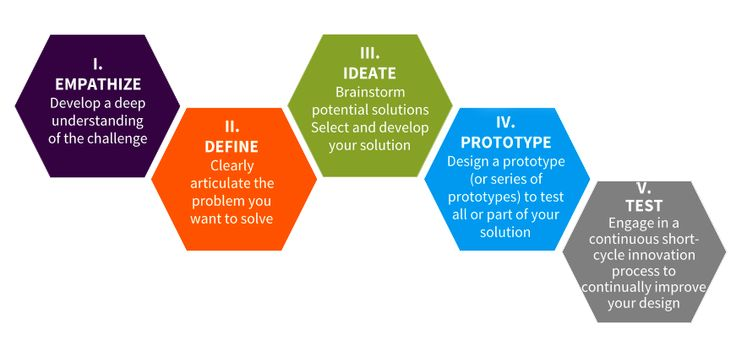 I.
EMPATHIZE
Develop a deep
understanding
of the challenge
II.
DEFINE
Clearly
articulate the
problem you
want to solve
III.
IDEATE
Brainstorm
potential solutions
Select and develop
your solution
IV.
PROTOTYPE
Design a prototype
(or series of
prototypes) to test
all or part of your
solution
V.
TEST
Engage in a
continuous short-
cycle innovation
process to
continually improve
your design